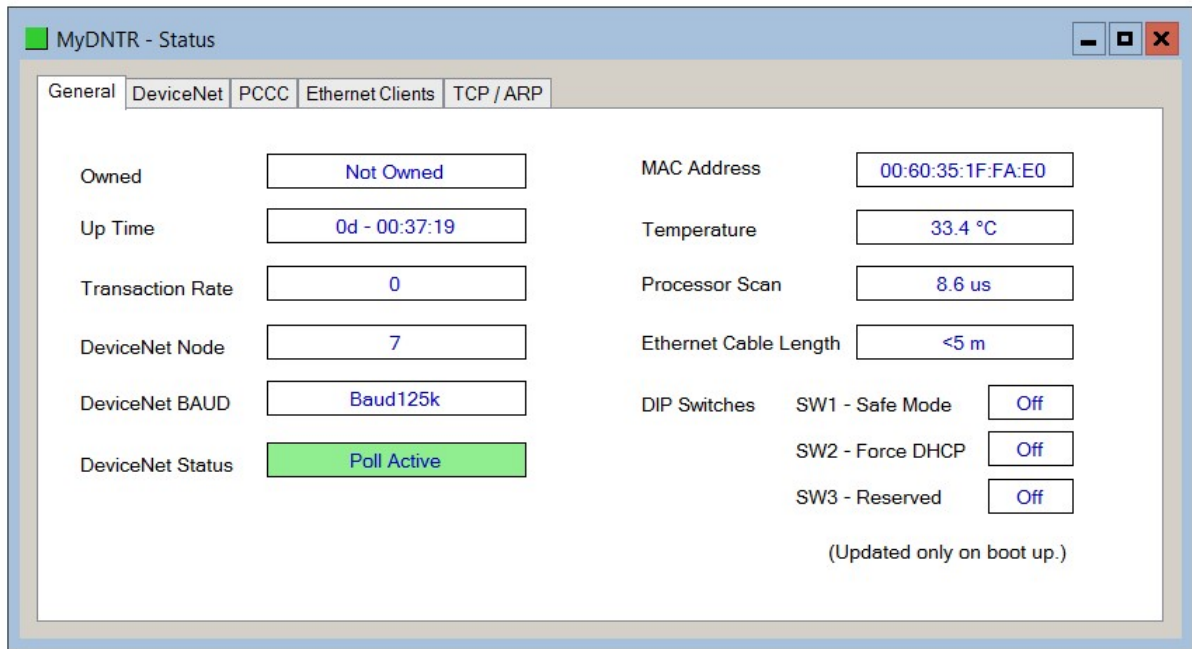 MyDNTR - Status
General DeviceNet PCCC Ethernet Clients TCP / ARP
Owned Not Owned
Up Time 0d - 00:37:19
Transaction Rate 0
DeviceNet Node 7
DeviceNet BAUD Baud125k
DeviceNet Status Poll Active
MAC Address 00:60:35:1F:FA:E0
Temperature 33.4 °C
Processor Scan 8.6 us
Ethernet Cable Length <5 m
DIP Switches SW1 - Safe Mode Off
SW2 - Force DHCP Off
SW3 - Reserved Off
(Updated only on boot up.)